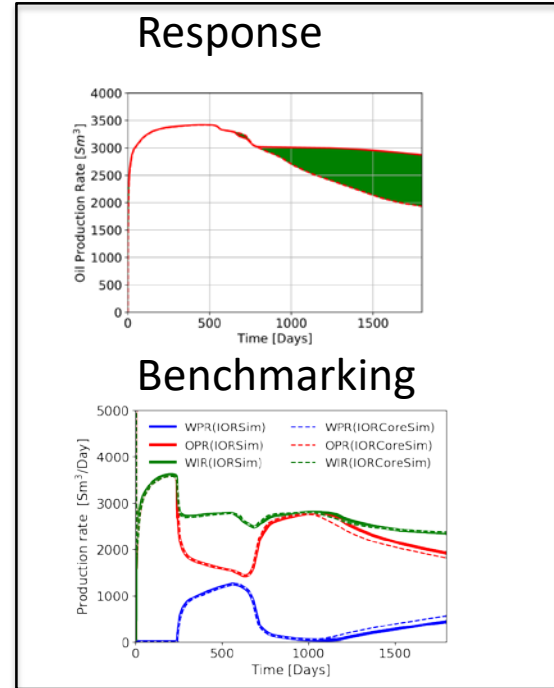 Response
Oil Production Rate [Sm³]
4000
3500
3000
2500
2000
1500
1000
500
0
0 500 1000 1500
Time [Days]
Benchmarking
Production rate [Sm³/Day]
5000
4000
3000
2000
1000
0
WPR(IORSim) WPR(IORCoreSim)
OPR(IORSim) OPR(IORCoreSim)
WIR(IORSim) WIR(IORCoreSim)
0 500 1000 1500
Time [Days]